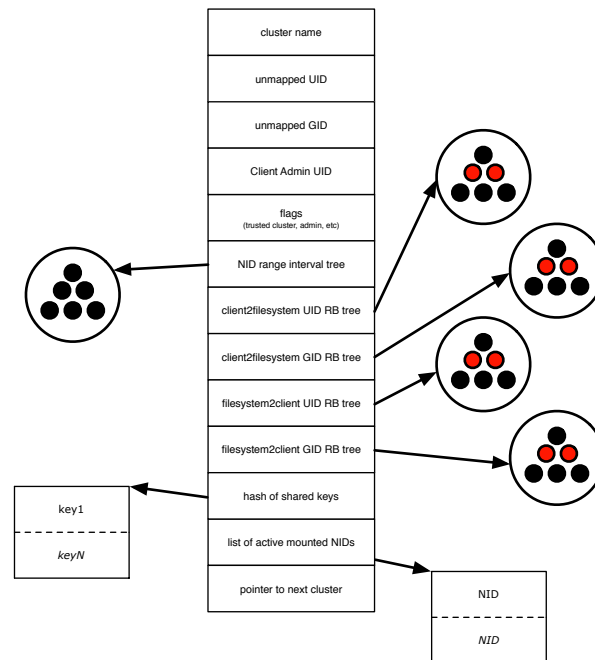 cluster name
unmapped UID
unmapped GID
Client Admin UID
flags
(trusted cluster, admin, etc)
NID range interval tree
client2filesystem UID RB tree
client2filesystem GID RB tree
filesystem2client UID RB tree
filesystem2client GID RB tree
hash of shared keys
list of active mounted NIDs
pointer to next cluster
key1
keyN
NID
NID